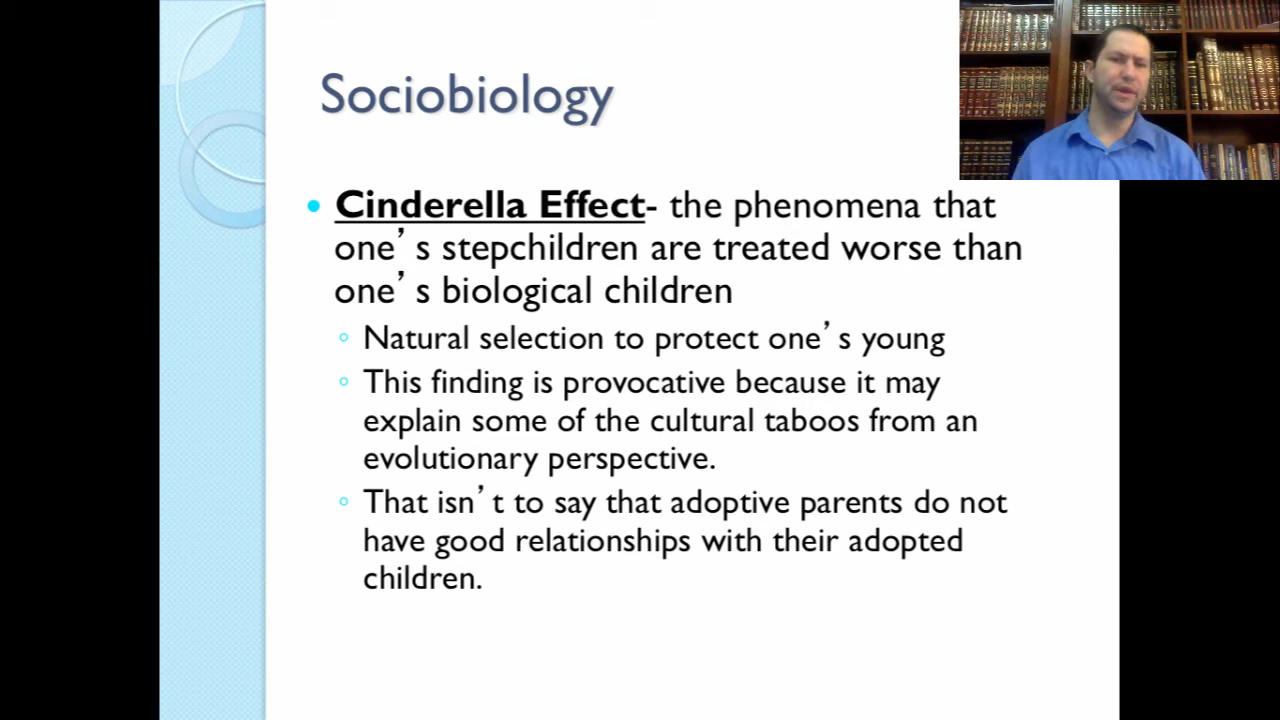 Sociobiology
Cinderella Effect- the phenomena that
one’s stepchildren are treated worse than
one’s biological children
Natural selection to protect one’s young
This finding is provocative because it may
explain some of the cultural taboos from an
evolutionary perspective.
That isn’t to say that adoptive parents do not
have good relationships with their adopted
children.